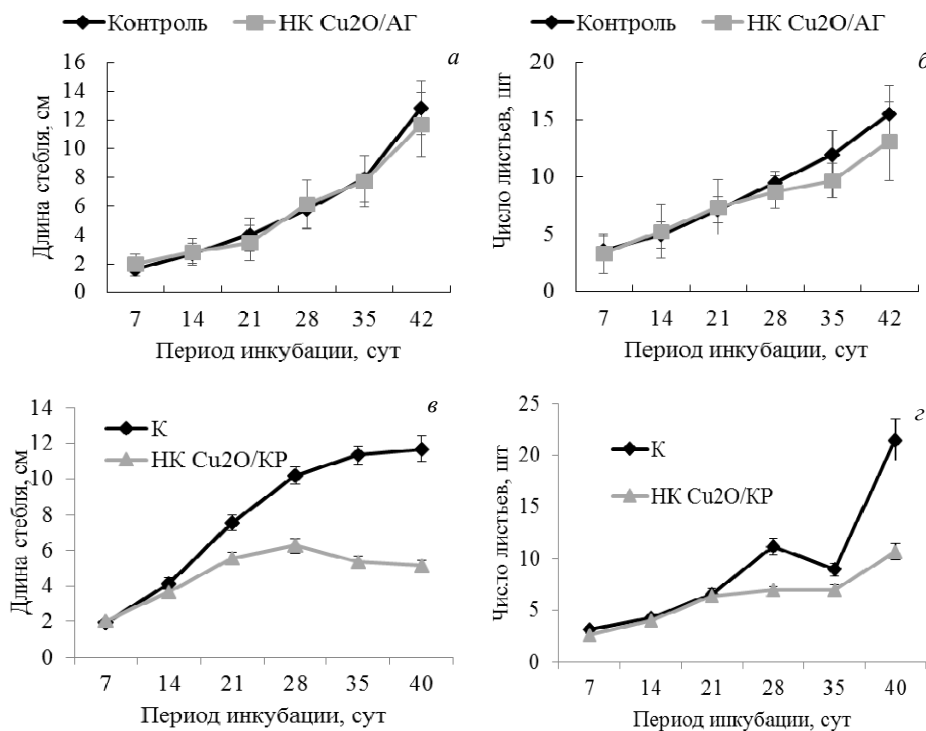 Контроль НК Cu2O/АГ
а
Длина стебля, см
16
14
12
10
8
6
4
2
0
7 14 21 28 35 42
Период инкубации, сут
Контроль НК Cu2O/АГ
б
Число листьев, шт
20
15
10
5
0
7 14 21 28 35 42
Период инкубации, сут
в
Длина стебля, см
14
12
10
8
6
4
2
0
К
НК Cu2O/КР
7 14 21 28 35 40
Период инкубации, сут
г
Число листьев, шт
25
20
15
10
5
0
К
НК Cu2O/КР
7 14 21 28 35 40
Период инкубации, сут